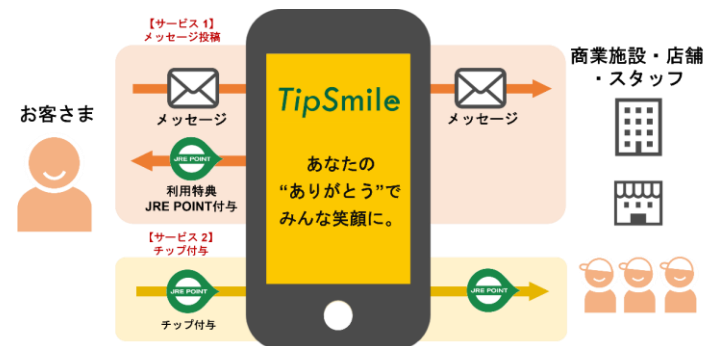 【サービス 1】
メッセージ投稿
お客さま
メッセージ
JRE POINT
利用特典
JRE POINT付与
TipSmile
あなたの
“ありがとう”で
みんな笑顔に。
メッセージ
商業施設・店舗
・スタッフ
【サービス 2】
チップ付与
JRE POINT
チップ付与
JRE POINT